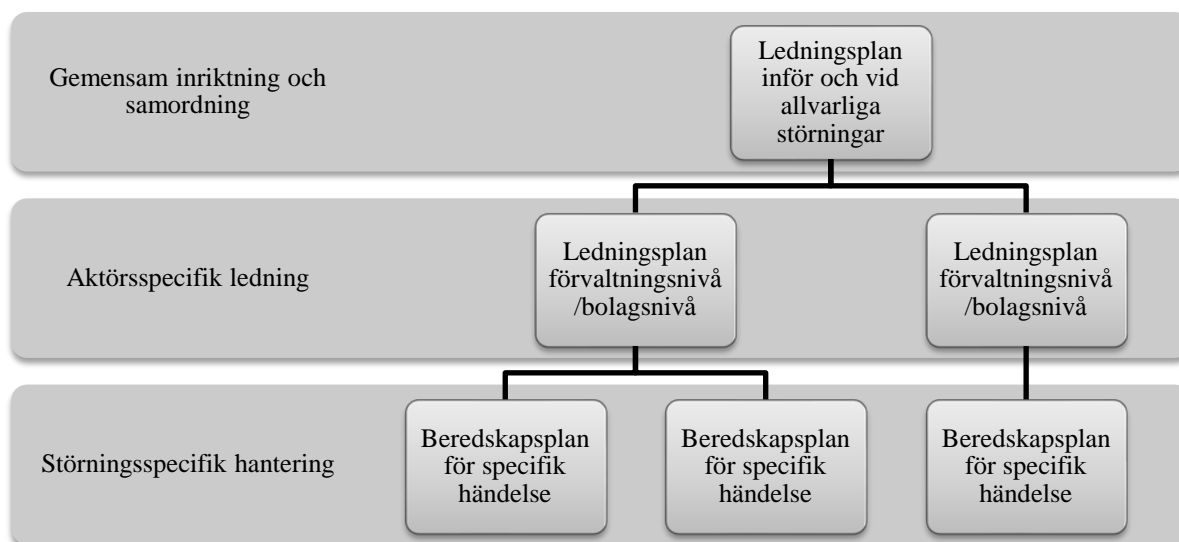 Gemensam inriktning och
samordning
Ledningsplan
inför och vid
allvarliga
störningar
Aktörsspecifik ledning
Ledningsplan
förvaltningsnivå
/bolagsnivå
Ledningsplan
förvaltningsnivå
/bolagsnivå
Störningsspecifik hantering
Beredskapsplan
för specifik
händelse
Beredskapsplan
för specifik
händelse
Beredskapsplan
för specifik
händelse